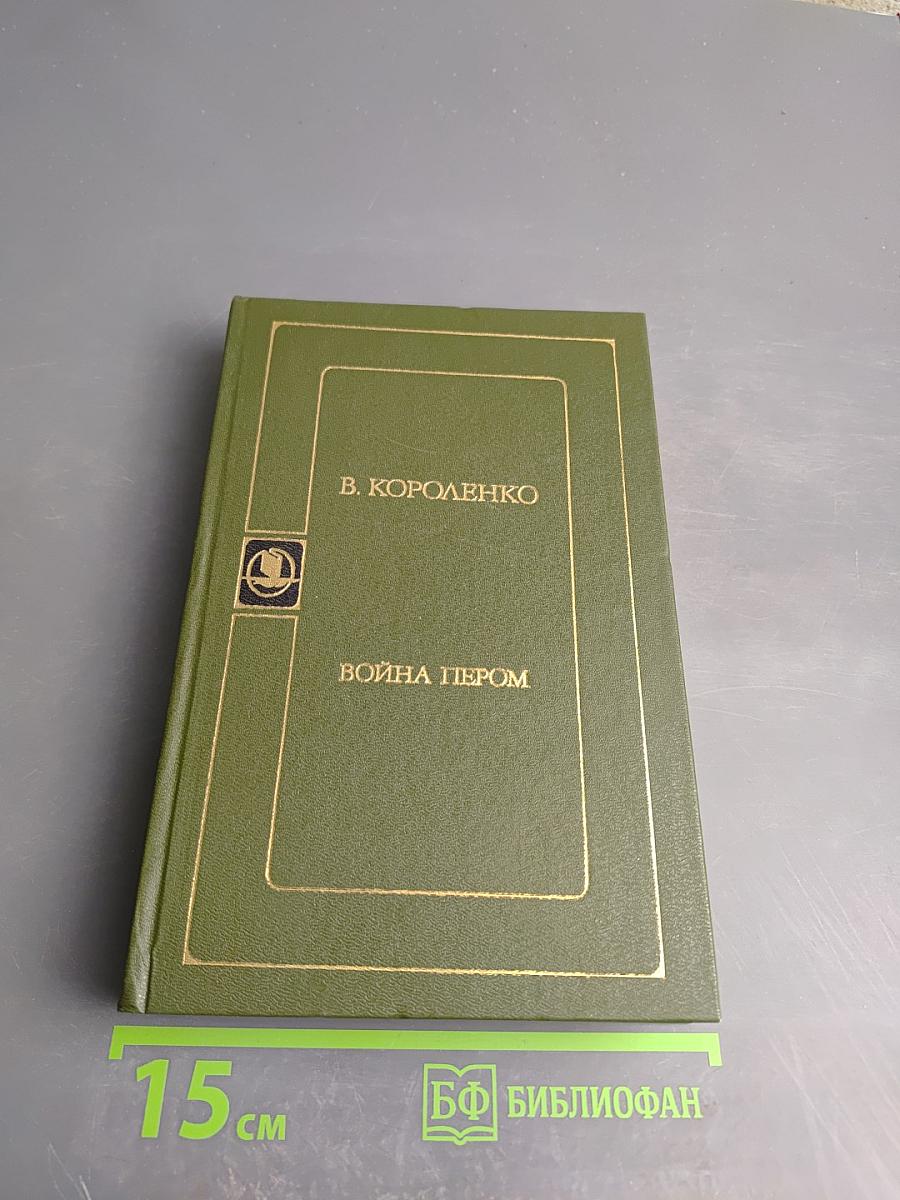 В. КОРОЛЕНКО
ВОЙНА ПЕРОМ
15 см
БФ БИБЛИОФАН